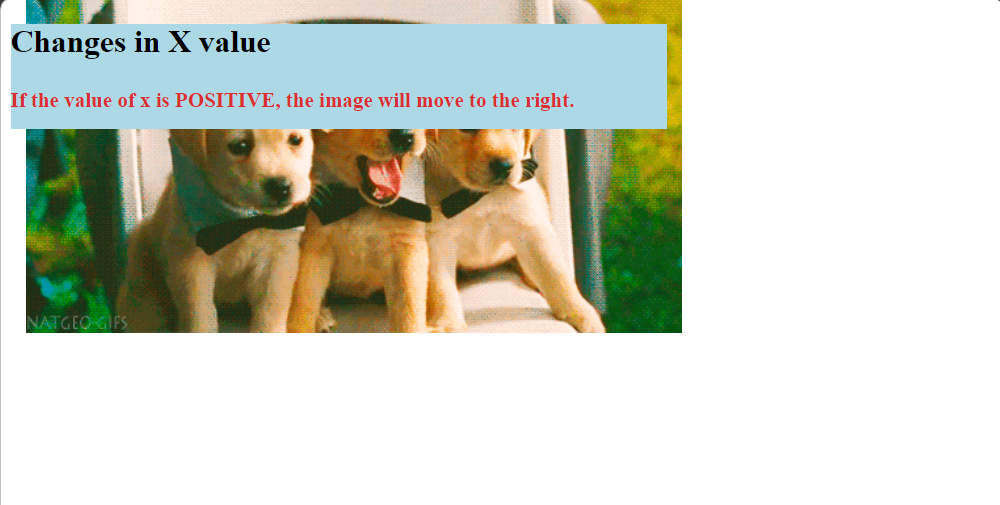 Changes in X value
If the value of x is POSITIVE, the image will move to the right.
NATGEO-GIFS